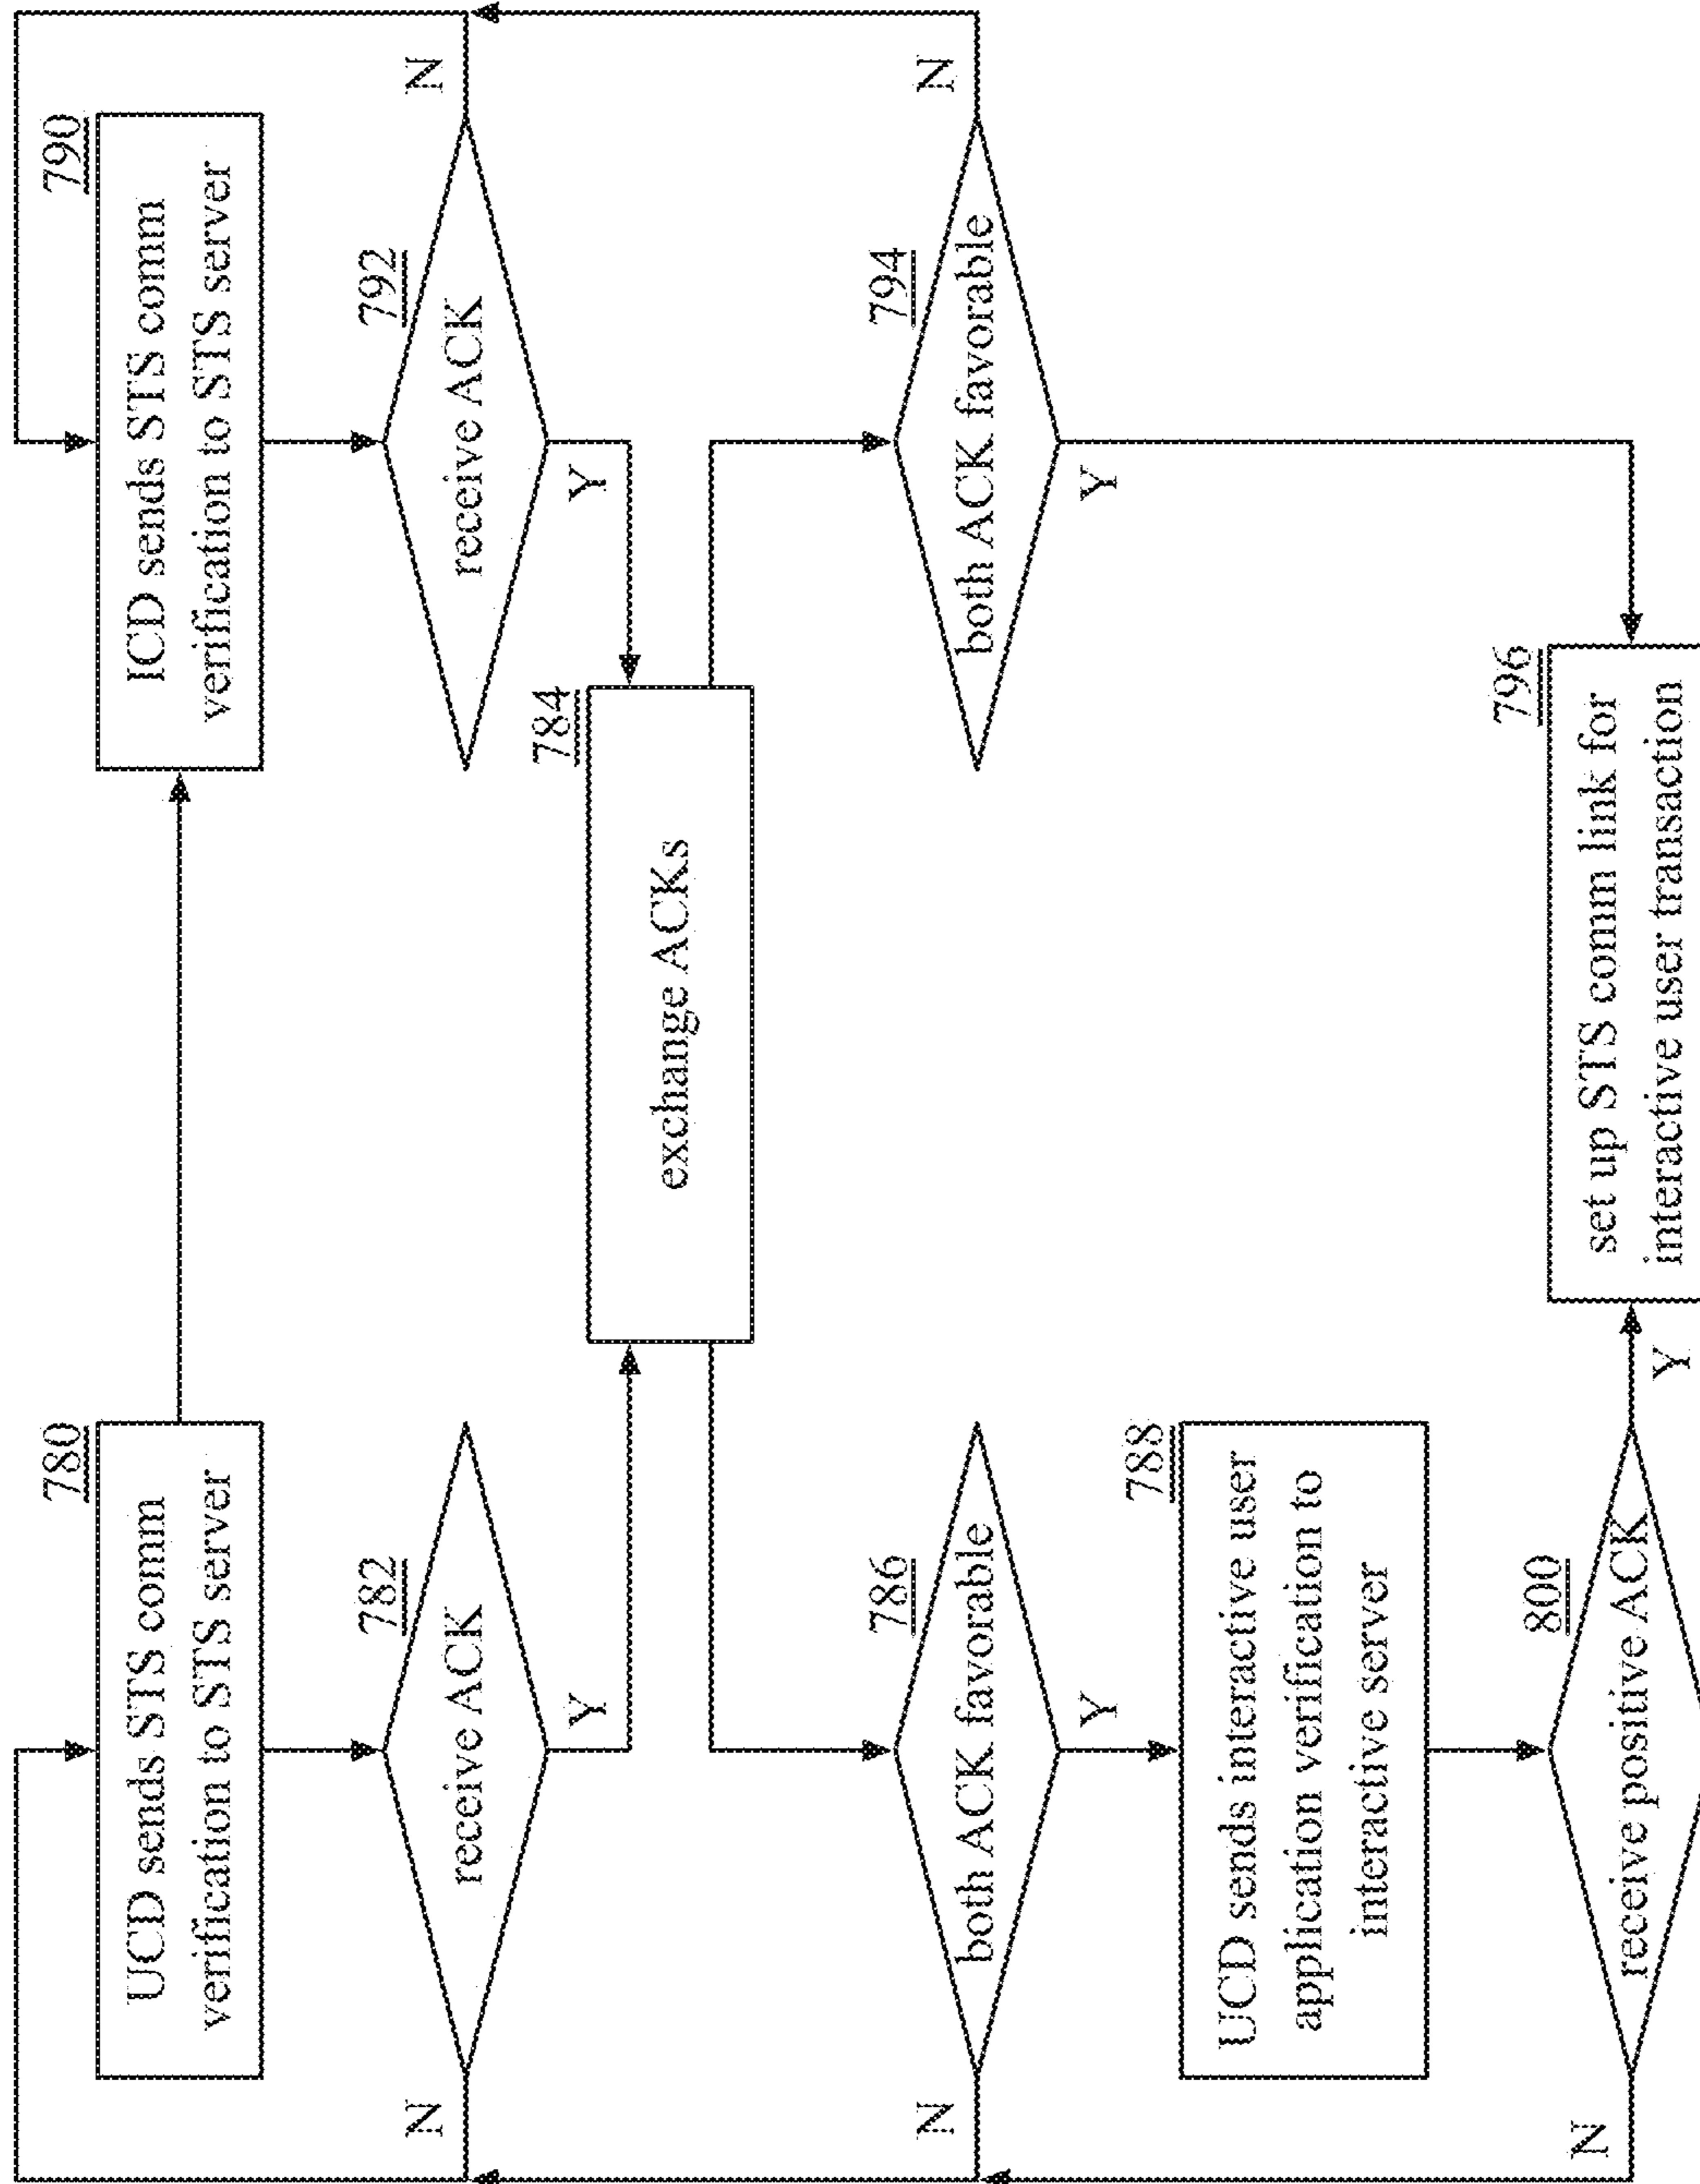 780
UCD sends STS comm
verification to STS server
790
ICD sends STS comm
verification to STS server
782
receive ACK
N
Y
792
receive ACK
N
Y
784
exchange ACKs
786
both ACK favorable
N
Y
794
both ACK favorable
N
Y
788
UCD sends interactive user
application verification to
interactive server
800
receive positive ACK
N
Y
796
set up STS comm link for
interactive user transaction